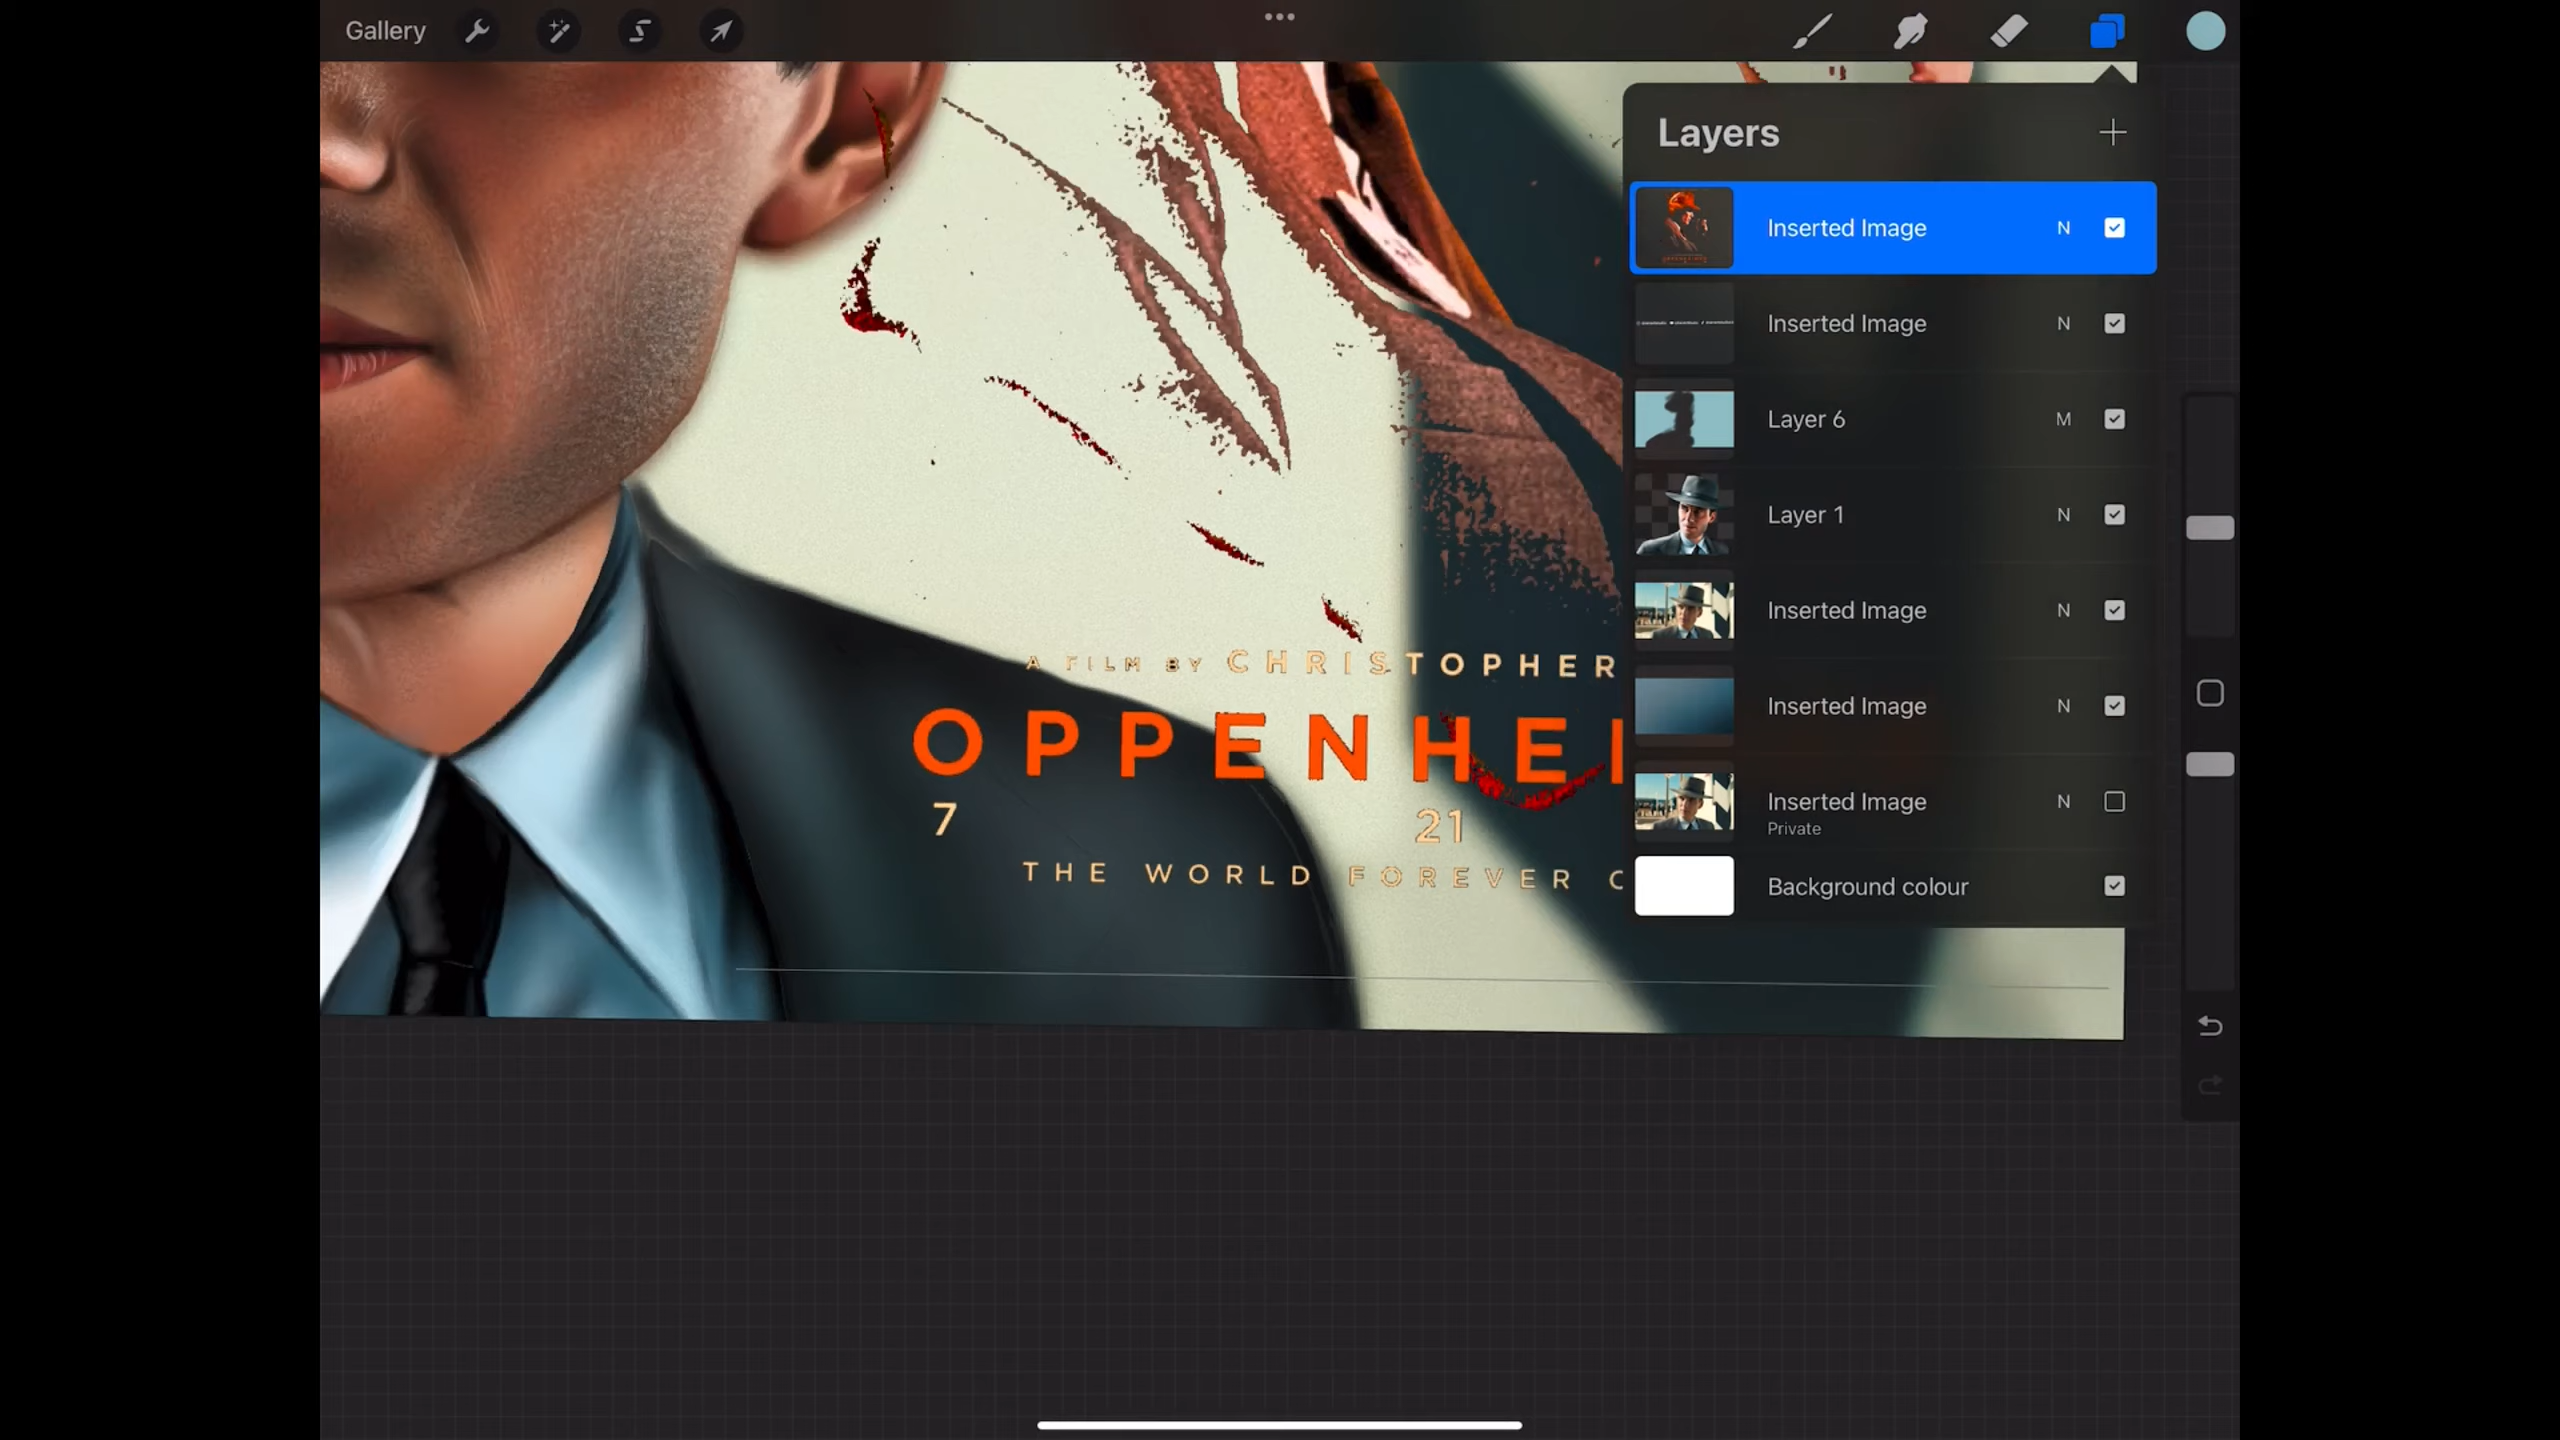 Gallery
Layers
Inserted Image N
Inserted Image N
Layer 6 M
Layer 1 N
Inserted Image N
Inserted Image N
Inserted Image N
Private
Background colour
A FILM BY CHRISTOPHER
OPPENHEI
7 21
THE WORLD FOREVER C